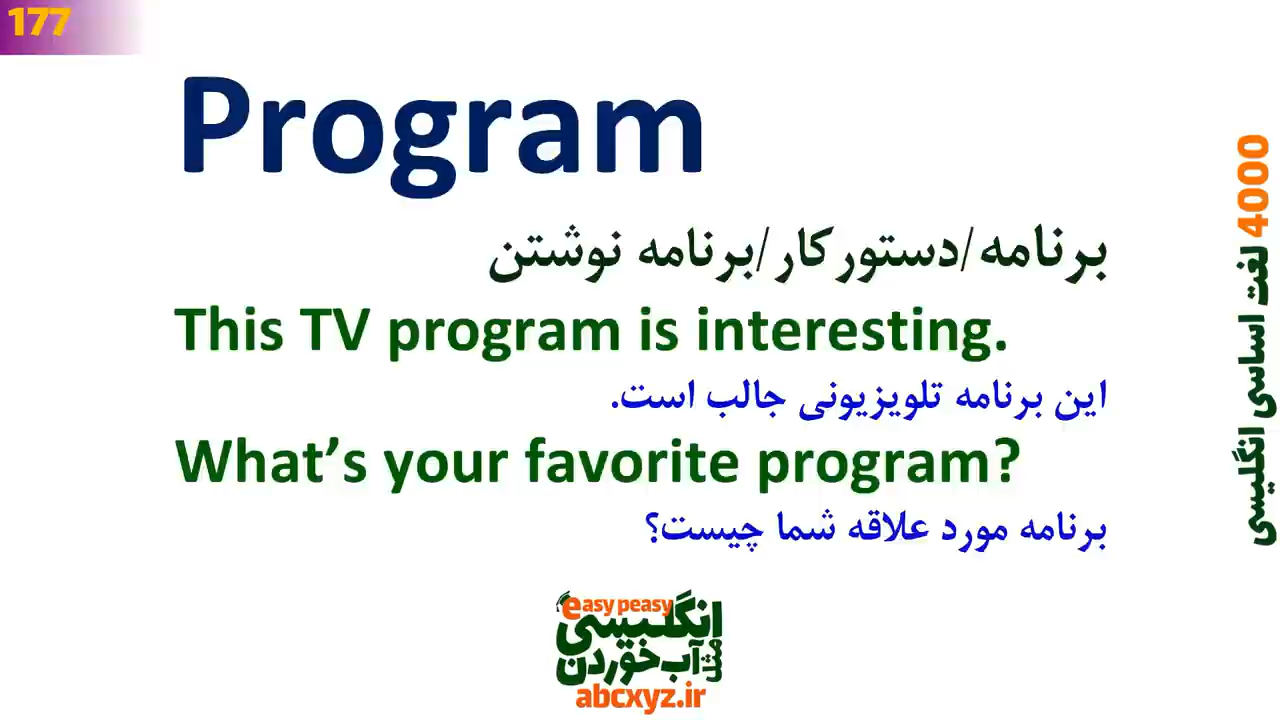 177
Program
برنامه/دستورکار/برنامه نوشتن
This TV program is interesting.
این برنامه تلویزیونی جالب است.
What’s your favorite program?
برنامه مورد علاقه شما چیست؟
4000 لغت اساسی انگلیسی
easy peasy
انگلیسی
مثل آب خوردن
abcxyz.ir